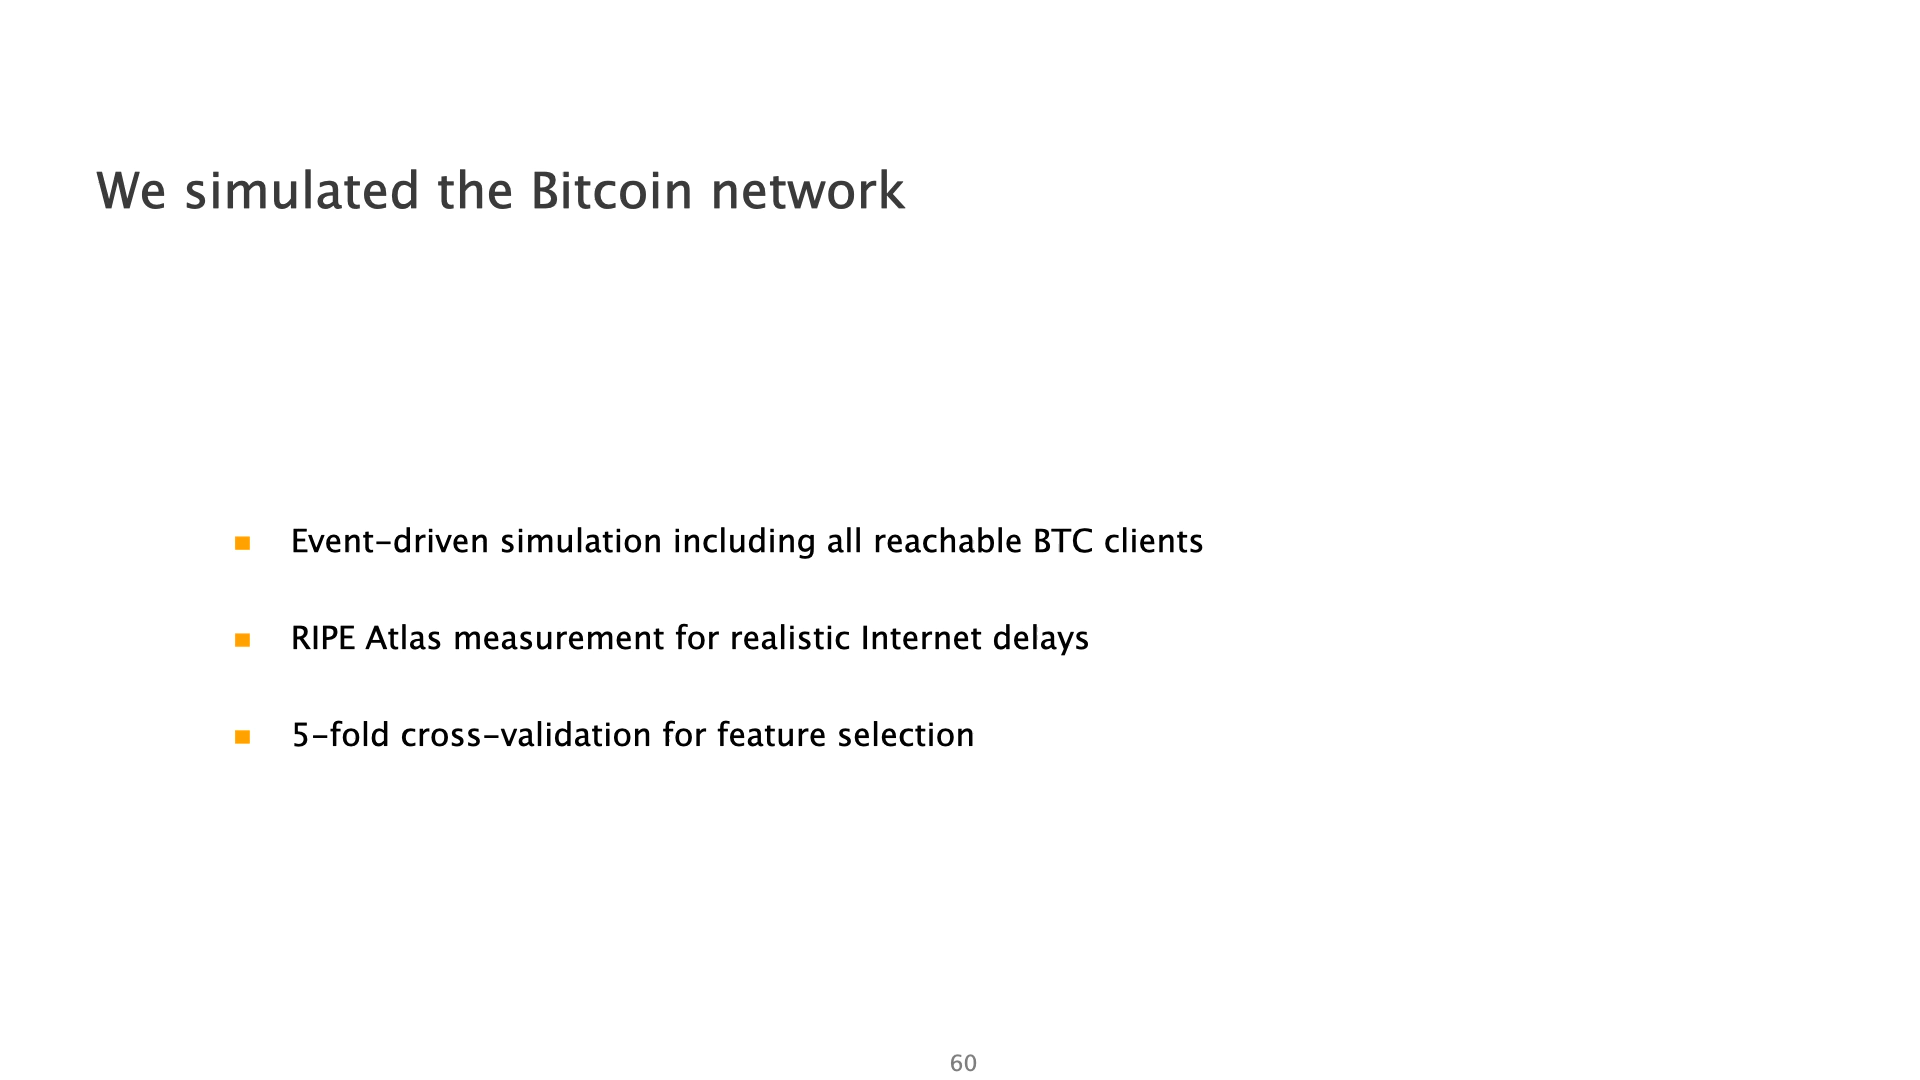 We simulated the Bitcoin network
Event-driven simulation including all reachable BTC clients
RIPE Atlas measurement for realistic Internet delays
5-fold cross-validation for feature selection
60